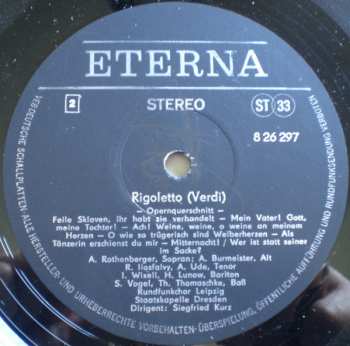 ETERNA
2
STEREO
ST 33
8 26 297
Rigoletto (Verdi)
– Opernquerschnitt –
Feile Sklaven, ihr habt sie verhandelt – Mein Vater! Gott,
meine Tochter! – Ach! Weine, weine, o weine an meinem
Herzen – O wie so trügerisch sind Weiberherzen – Als
Tänzerin erschienst du mir – Mitternacht! / Wer ist statt seiner
im Sacke?
A. Rothenberger, Sopran; A. Burmeister, Alt
R. Ilosfalvy, A. Ude, Tenor
I. Wixell, H. Lunow, Bariton
S. Vogel, Th. Thomaschke, Baß
Rundfunkchor Leipzig
Staatskapelle Dresden
Dirigent: Siegfried Kurz
VEB DEUTSCHE SCHALLPLATTEN · ALLE HERSTELLER- UND URHEBERRECHTE VORBEHALTEN · ÜBERSPIELUNG, ÖFFENTLICHE AUFFÜHRUNG UND RUNDFUNKSENDUNG VERBOTEN